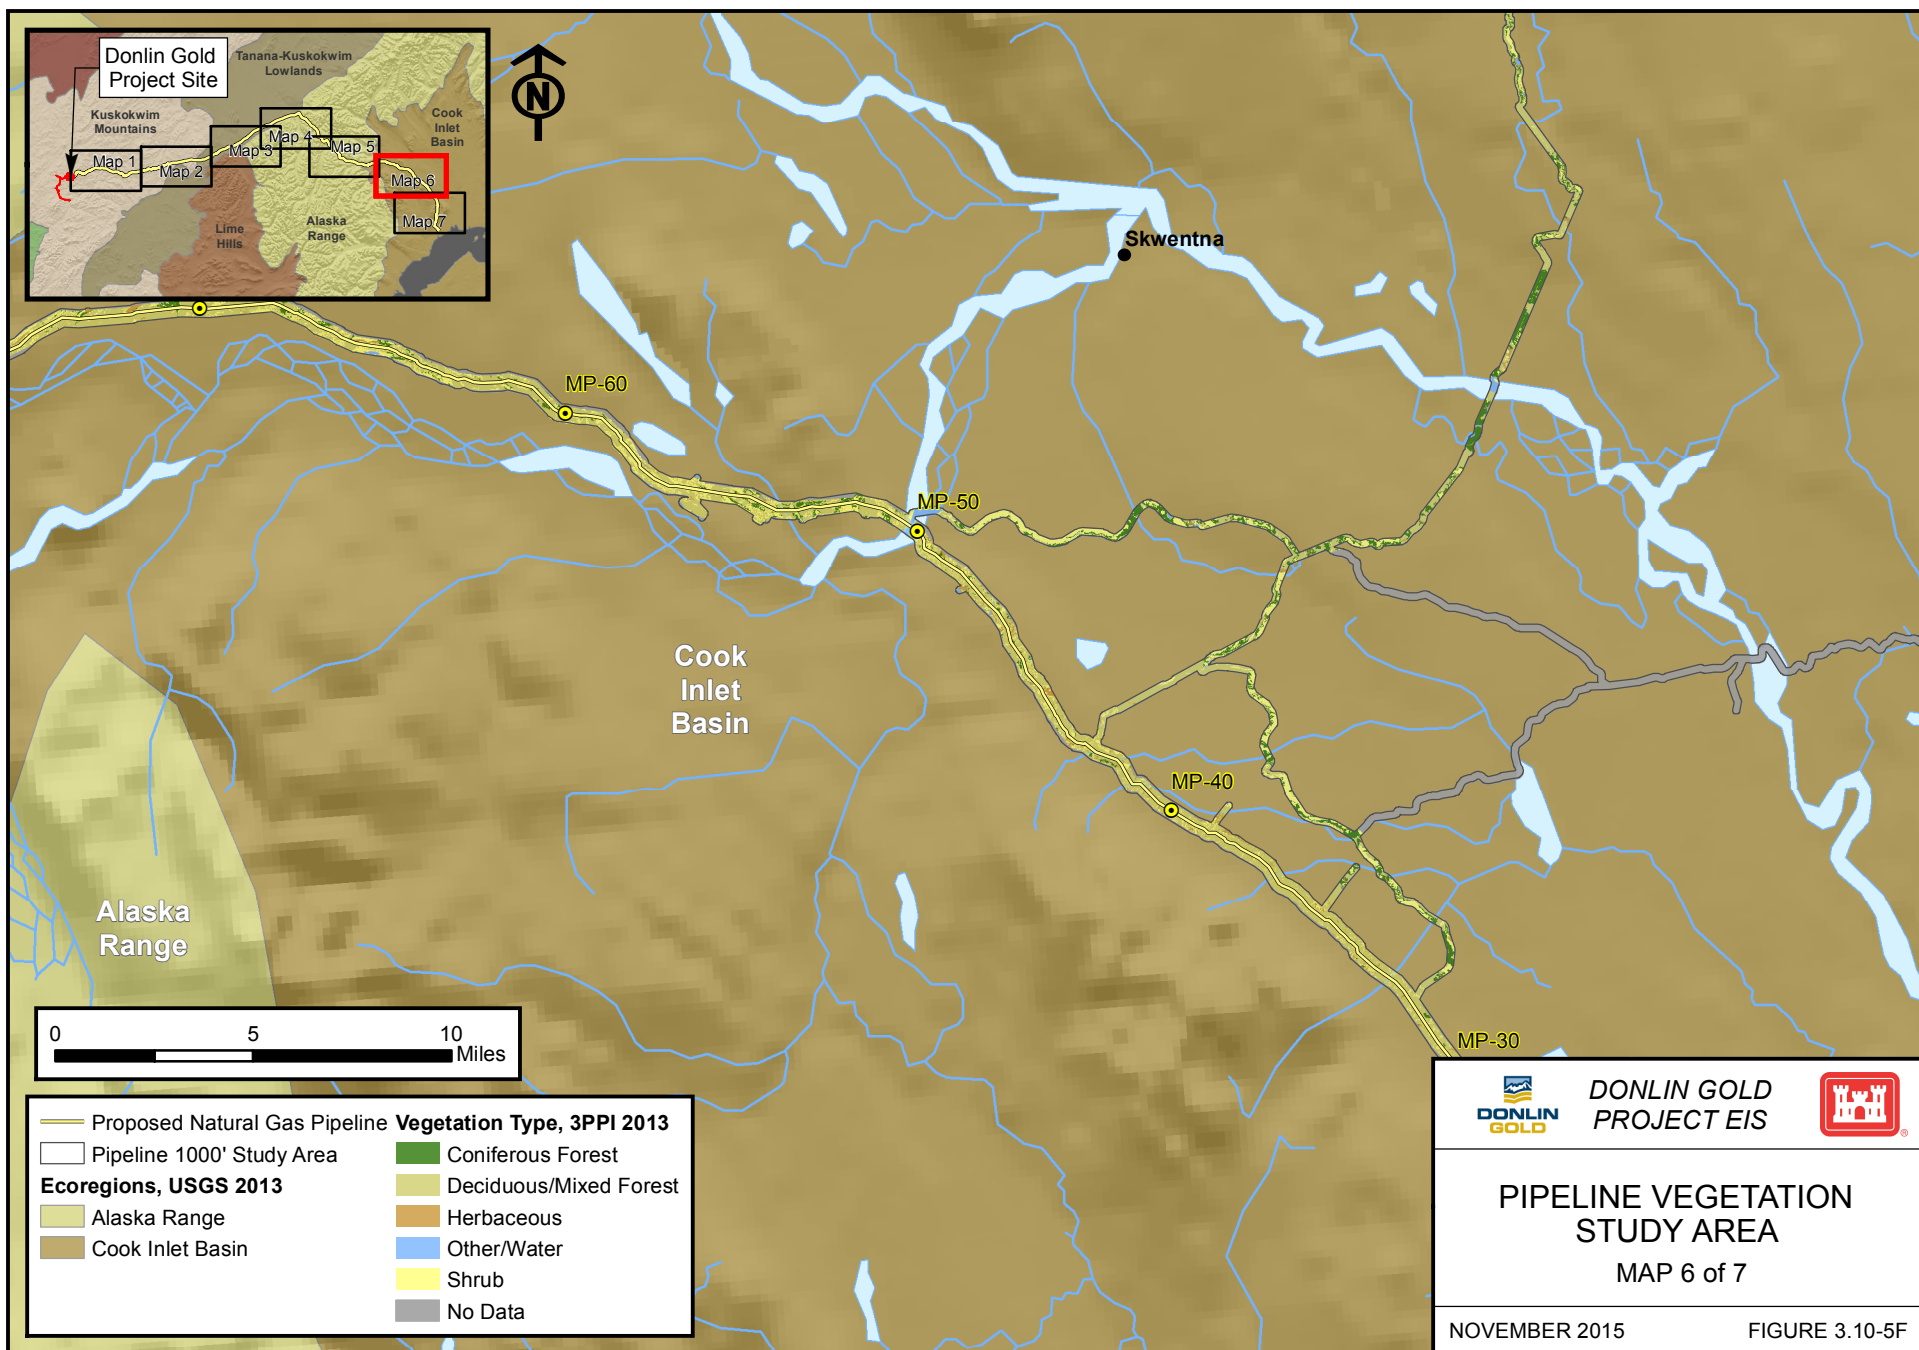 Donlin Gold
Project Site
Tanana-Kuskokwim
Lowlands
Kuskokwim
Mountains
Cook
Inlet
Basin
Map 1
Map 2
Map 3
Map 4
Map 5
Map 6
Map 7
Lime
Hills
Alaska
Range
N
Skwentna
MP-60
MP-50
MP-40
MP-30
Cook
Inlet
Basin
Alaska
Range
0 5 10
Miles
Proposed Natural Gas Pipeline
Pipeline 1000' Study Area
Ecoregions, USGS 2013
Alaska Range
Cook Inlet Basin
Vegetation Type, 3PPI 2013
Coniferous Forest
Deciduous/Mixed Forest
Herbaceous
Other/Water
Shrub
No Data
DONLIN
GOLD
DONLIN GOLD
PROJECT EIS
®
PIPELINE VEGETATION
STUDY AREA
MAP 6 of 7
NOVEMBER 2015 FIGURE 3.10-5F